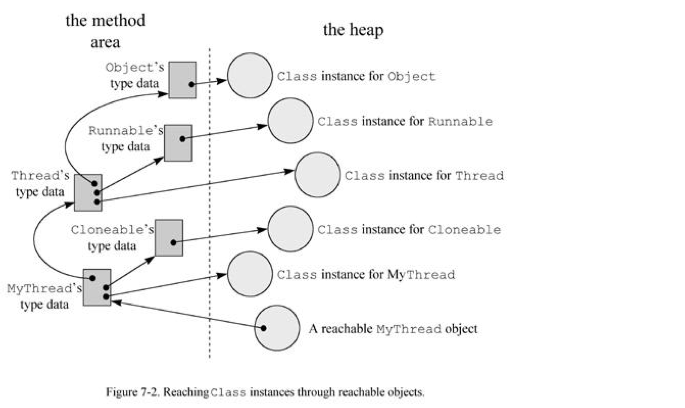 the method
area
the heap
Object's
type data
Class instance for Object
Runnable's
type data
Class instance for Runnable
Thread's
type data
Class instance for Thread
Cloneable's
type data
Class instance for Cloneable
MyThread's
type data
Class instance for MyThread
A reachable MyThread object
Figure 7-2. Reaching Class instances through reachable objects.